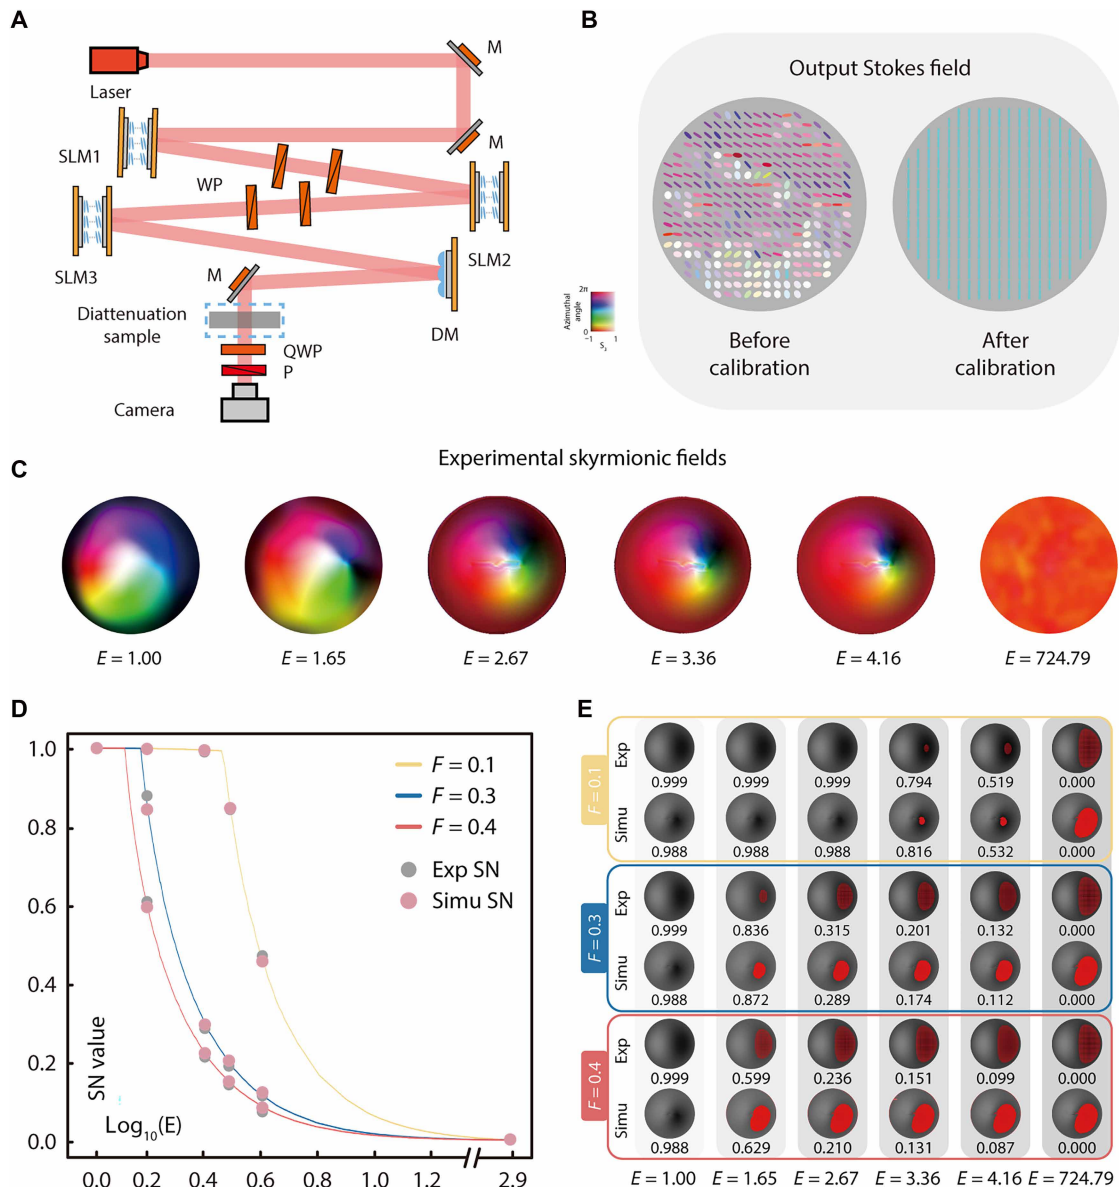 A
M
Laser
M
SLM1
WP
SLM2
SLM3
M
Diattenuation
sample
DM
QWP
P
Camera
B
Output Stokes field
2π
Azimuthal
angle
0
−1 1
S₃
Before
calibration
After
calibration
C
Experimental skyrmionic fields
E = 1.00
E = 1.65
E = 2.67
E = 3.36
E = 4.16
E = 724.79
D
1.0
0.8
0.6
0.4
0.2
0.0
F = 0.1
F = 0.3
F = 0.4
Exp SN
Simu SN
SN value
Log₁₀(E)
0.0 0.2 0.4 0.6 0.8 1.0 1.2 2.9
E
F = 0.1
Exp
0.999 0.999 0.999 0.794 0.519 0.000
Simu
0.988 0.988 0.988 0.816 0.532 0.000
F = 0.3
Exp
0.999 0.836 0.315 0.201 0.132 0.000
Simu
0.988 0.872 0.289 0.174 0.112 0.000
F = 0.4
Exp
0.999 0.599 0.236 0.151 0.099 0.000
Simu
0.988 0.629 0.210 0.131 0.087 0.000
E = 1.00 E = 1.65 E = 2.67 E = 3.36 E = 4.16 E = 724.79